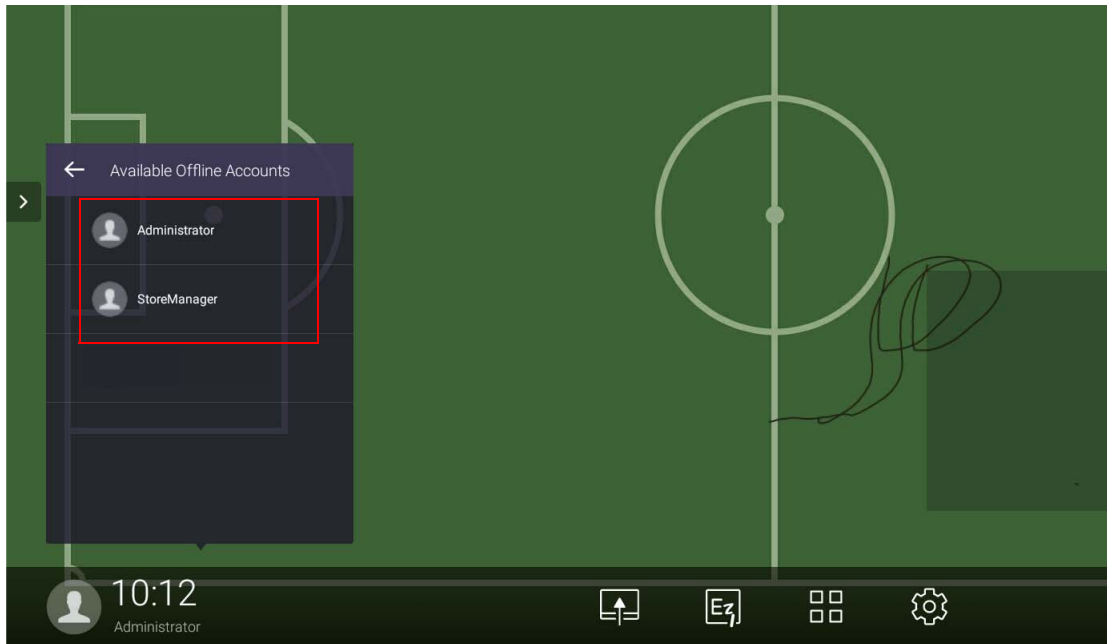 Available Offline Accounts
Administrator
StoreManager
10:12
Administrator